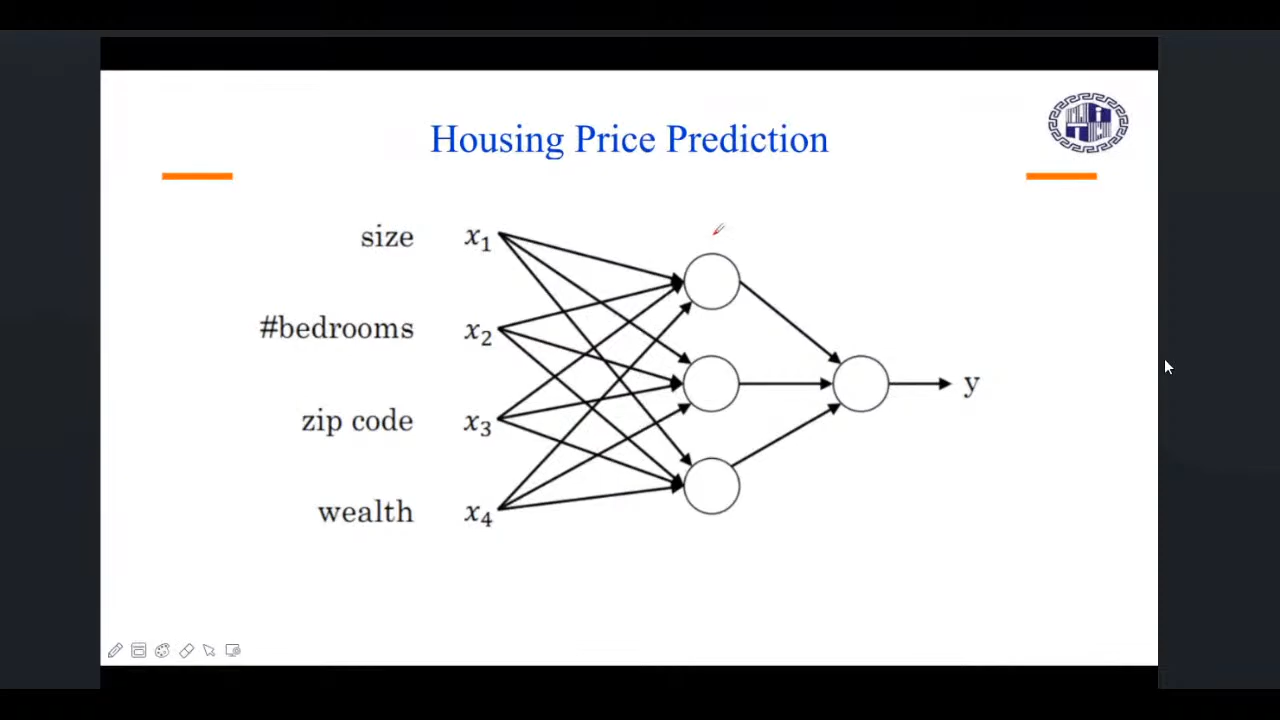 Housing Price Prediction
size x₁
#bedrooms x₂
zip code x₃
wealth x₄
y